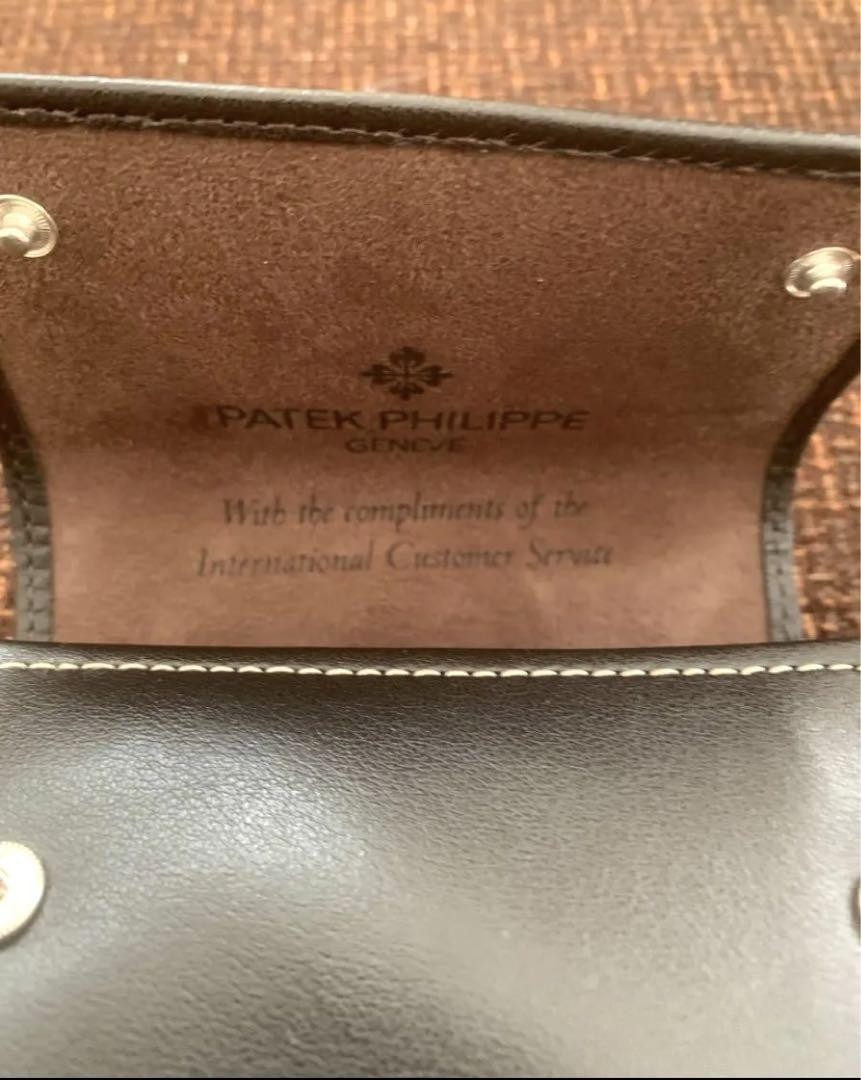 PATEK PHILIPPE
GENEVE
With the compliments of the
International Customer Service